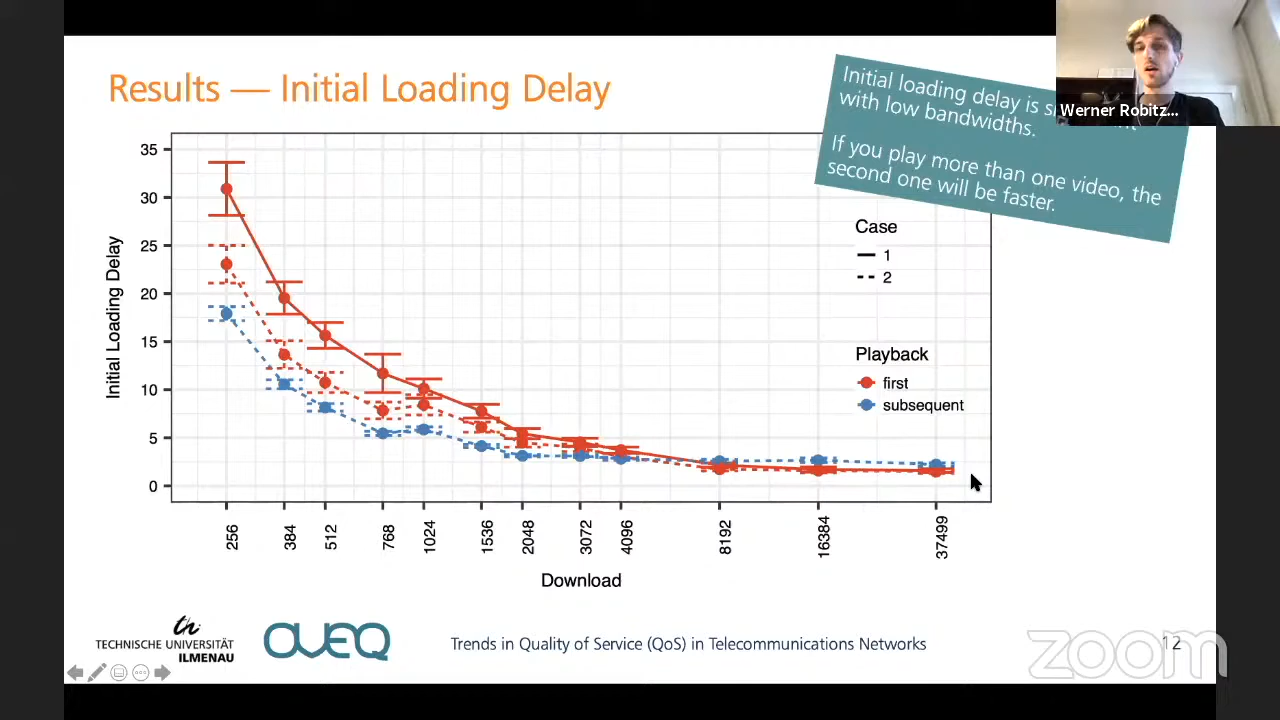 Results — Initial Loading Delay
Initial loading delay is
with low bandwidths.
If you play more than one video, the
second one will be faster.
Werner Robitz...
35
30
25
20
15
10
5
0
Initial Loading Delay
Case
1
2
Playback
first
subsequent
256
384
512
768
1024
1536
2048
3072
4096
8192
16384
37499
Download
th
TECHNISCHE UNIVERSITÄT
ILMENAU
AVEQ
Trends in Quality of Service (QoS) in Telecommunications Networks
12
zoom